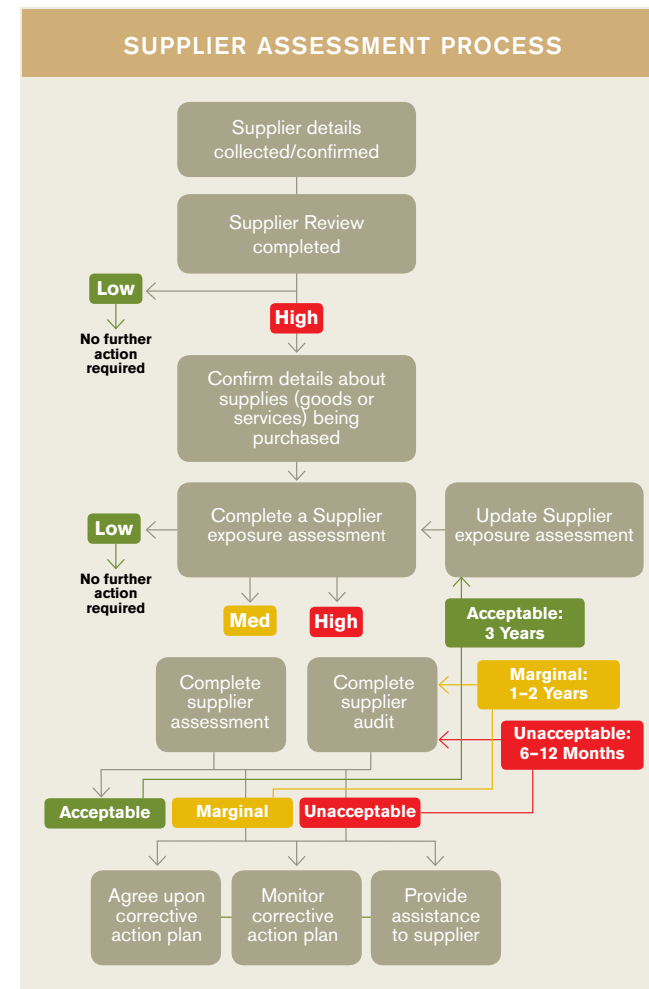 SUPPLIER ASSESSMENT PROCESS
Supplier details
collected/confirmed
Supplier Review
completed
Low
No further
action
required
High
Confirm details about
supplies (goods or
services) being
purchased
Low
No further
action
required
Complete a Supplier
exposure assessment
Update Supplier
exposure assessment
Med
High
Acceptable:
3 Years
Complete
supplier
assessment
Complete
supplier
audit
Marginal:
1–2 Years
Unacceptable:
6–12 Months
Acceptable
Marginal
Unacceptable
Agree upon
corrective
action plan
Monitor
corrective
action plan
Provide
assistance
to supplier